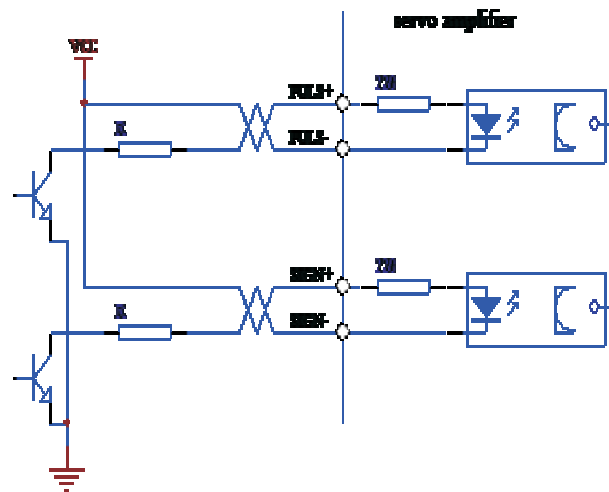 servo amplifier
VCC
PULS+
R
PULS-
SIGN+
R
SIGN-